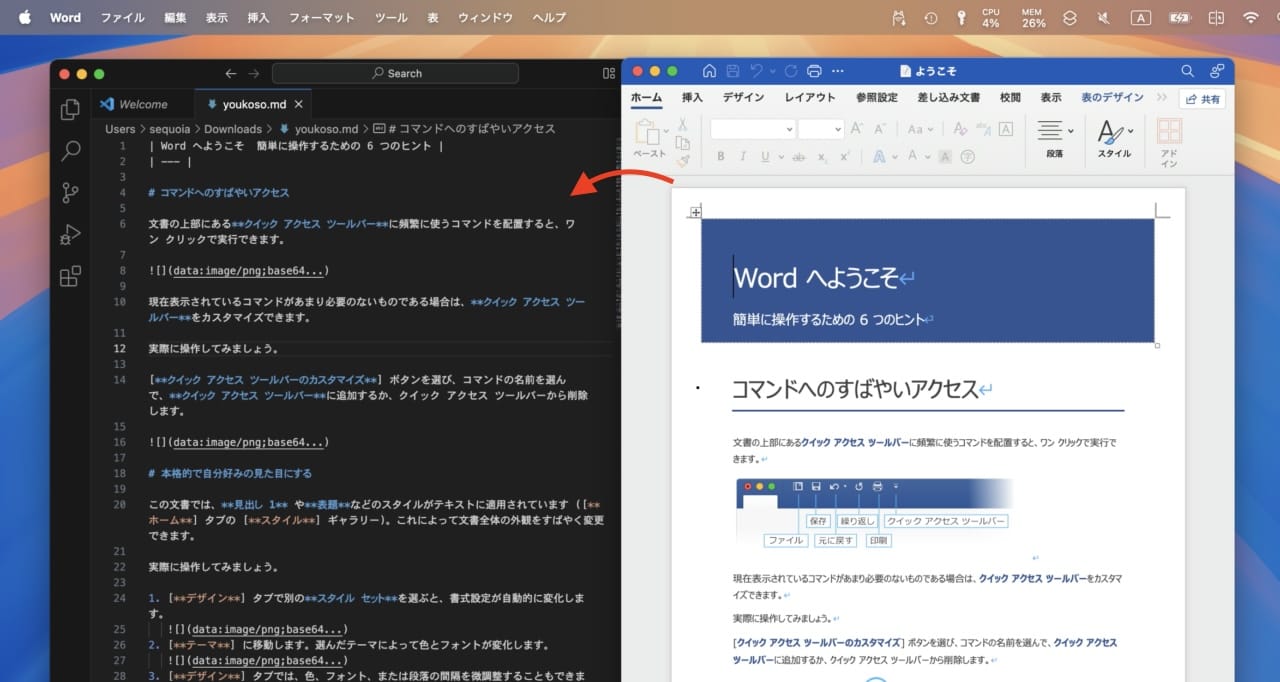 Word ファイル 編集 表示 挿入 フォーマット ツール 表 ウィンドウ ヘルプ
CPU 4% MEM 26% A
Search
Welcome youkoso.md
Users > sequoia > Downloads > youkoso.md > # コマンドへのすばやいアクセス
1 | Word へようこそ 簡単に操作するための 6 つのヒント |
2 | --- |
3
4 # コマンドへのすばやいアクセス
5
6 文書の上部にある**クイック アクセス ツールバー**に頻繁に使うコマンドを配置すると、ワ
ン クリックで実行できます。
7
8 ![](data:image/png;base64...)
9
10 現在表示されているコマンドがあまり必要のないものである場合は、**クイック アクセス ツー
ルバー**をカスタマイズできます。
11
12 実際に操作してみましょう。
13
14 [**クイック アクセス ツールバーのカスタマイズ**] ボタンを選び、コマンドの名前を選ん
で、**クイック アクセス ツールバー**に追加するか、クイック アクセス ツールバーから削除
します。
15
16 ![](data:image/png;base64...)
17
18 # 本格的で自分好みの見た目にする
19
20 この文書では、**見出し 1** や**表題**などのスタイルがテキストに適用されています ([**
ホーム**] タブの [**スタイル**] ギャラリー)。これによって文書全体の外観をすばやく変更
できます。
21
22 実際に操作してみましょう。
23
24 1. [**デザイン**] タブで別の**スタイル セット**を選ぶと、書式設定が自動的に変化しま
す。
25 ![](data:image/png;base64...)
26 2. [**テーマ**] に移動します。選んだテーマによって色とフォントが変化します。
27 ![](data:image/png;base64...)
28 3. [**デザイン**] タブでは、色、フォント、または段落の間隔を微調整することもできま
ようこそ
ホーム 挿入 デザイン レイアウト 参照設定 差し込み文書 校閲 表示 表のデザイン 共有
ペースト
B I U ab x x A A A
Aa A A
段落
スタイル
アド
イン
Word へようこそ
簡単に操作するための 6 つのヒント
コマンドへのすばやいアクセス
文書の上部にあるクイック アクセス ツールバーに頻繁に使うコマンドを配置すると、ワン クリックで実行で
きます。
保存 繰り返し クイック アクセス ツールバー
ファイル 元に戻す 印刷
現在表示されているコマンドがあまり必要のないものである場合は、クイック アクセス ツールバーをカスタマ
イズできます。
実際に操作してみましょう。
[クイック アクセス ツールバーのカスタマイズ] ボタンを選び、コマンドの名前を選んで、クイック アクセス
ツールバーに追加するか、クイック アクセス ツールバーから削除します。